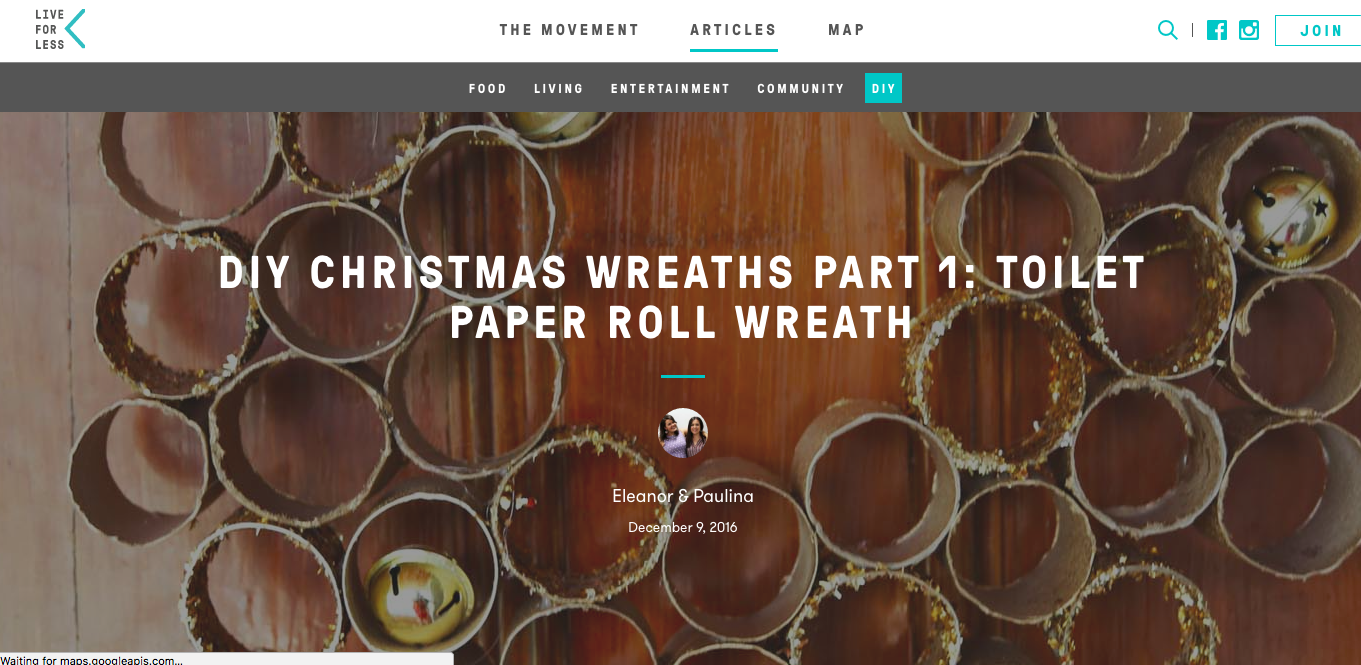 LIVE
FOR
LESS
THE MOVEMENT
ARTICLES
MAP
JOIN
FOOD
LIVING
ENTERTAINMENT
COMMUNITY
DIY
DIY CHRISTMAS WREATHS PART 1: TOILET
PAPER ROLL WREATH
Eleanor & Paulina
December 9, 2016
Waiting for maps.googleapis.com...